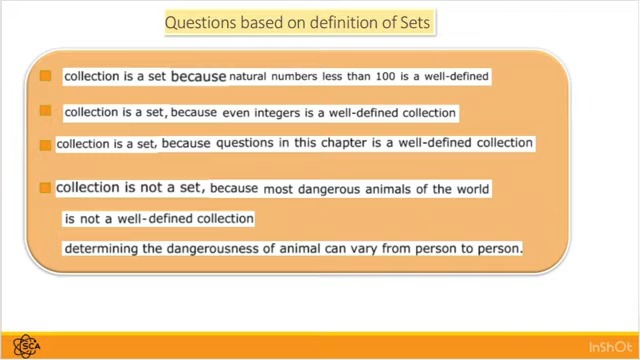 Questions based on definition of Sets
collection is a set because natural numbers less than 100 is a well-defined
collection is a set, because even integers is a well-defined collection
collection is a set, because questions in this chapter is a well-defined collection
collection is not a set, because most dangerous animals of the world
is not a well-defined collection
determining the dangerousness of animal can vary from person to person.
SCA
InShOt